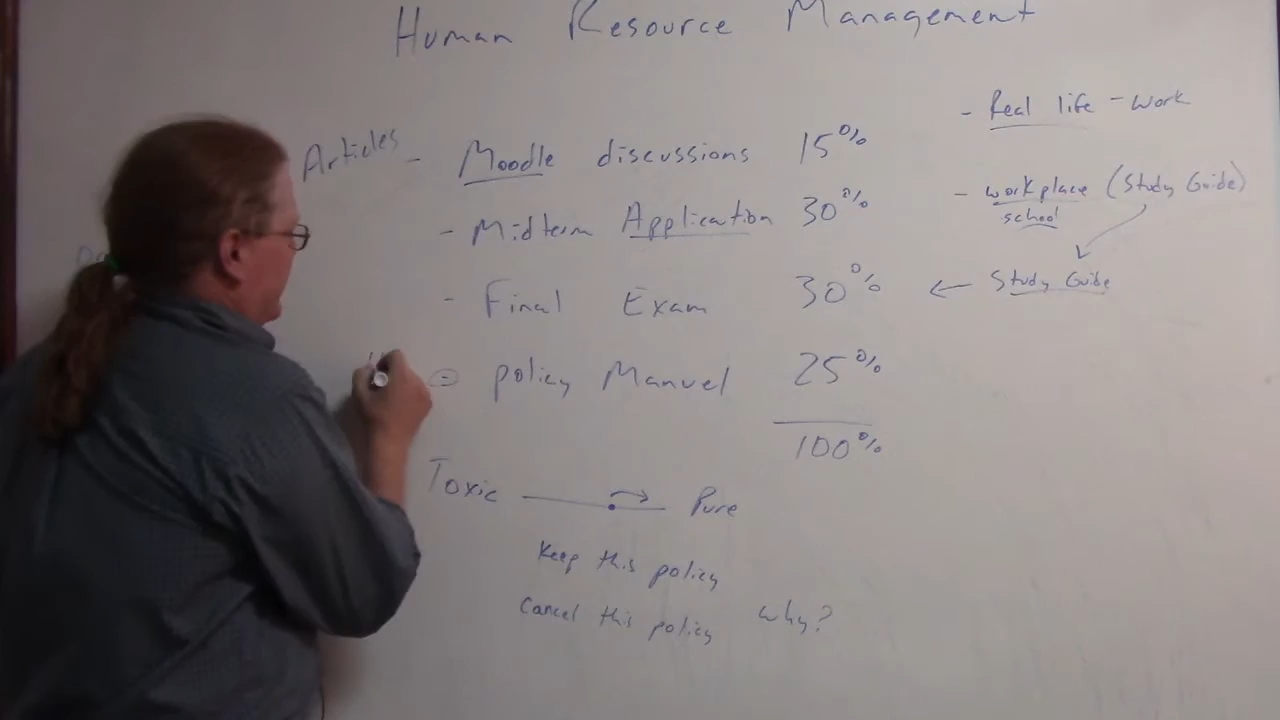 Human Resource Management
Articles - Moodle discussions 15%
- Midterm Application 30%
- Final Exam 30%
- policy Manuel 25%
100%
- Real life - work
- workplace (Study Guide)
school
← Study Guide
Toxic
Pure
Keep this policy
Cancel this policy why?